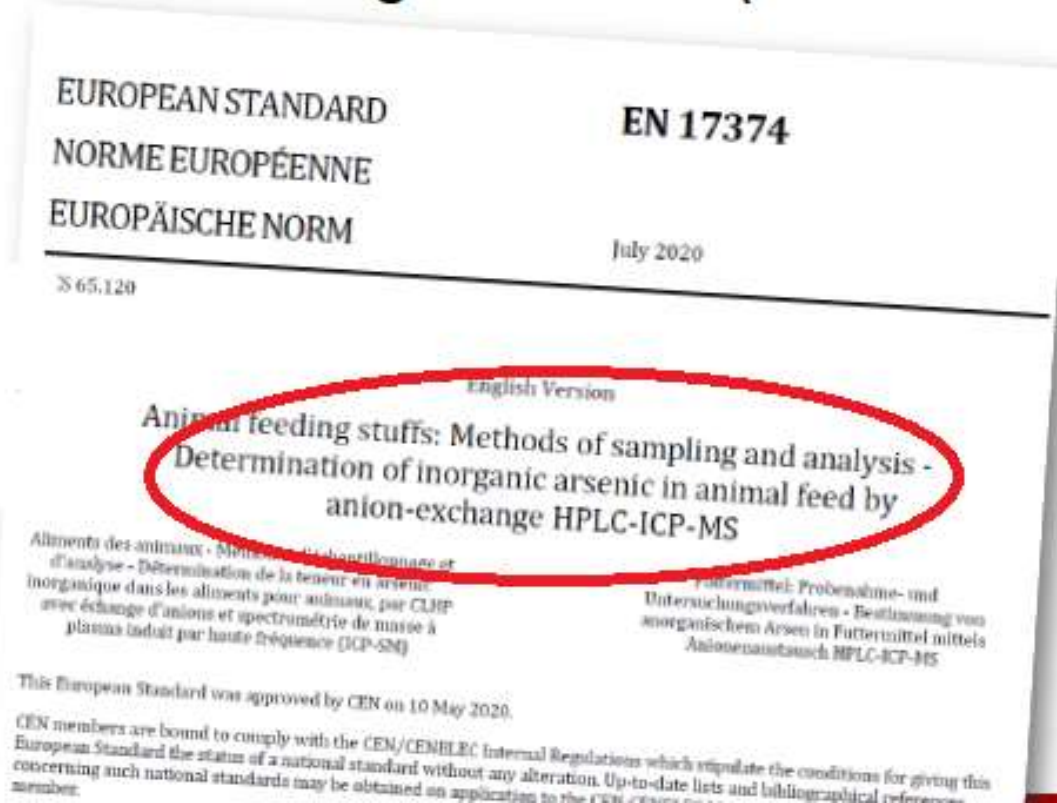 EUROPEAN STANDARD
NORME EUROPÉENNE
EUROPÄISCHE NORM
EN 17374
July 2020
65.120
English Version
Animal feeding stuffs: Methods of sampling and analysis -
Determination of inorganic arsenic in animal feed by
anion-exchange HPLC-ICP-MS
Aliments des animaux - d'échantillonnage et
d'analyse - Détermination de la teneur en arsenic
inorganique dans les aliments pour animaux, par CLHP
avec échange d'anions et spectrométrie de masse à
plasma induit par haute fréquence (ICP-SM)
Futtermittel: Probenahme- und
Untersuchungsverfahren - Bestimmung von
anorganischem Arsen in Futtermittel mittels
Anionenaustausch HPLC-ICP-MS
This European Standard was approved by CEN on 10 May 2020.
CEN members are bound to comply with the CEN/CENELEC Internal Regulations which stipulate the conditions for giving this
European Standard the status of a national standard without any alteration. Up-to-date lists and bibliographical references
concerning such national standards may be obtained on application to the
member.